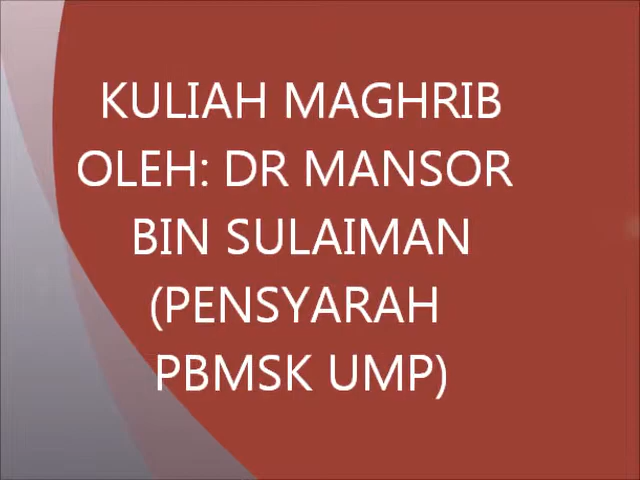 KULIAH MAGHRIB
OLEH: DR MANSOR
BIN SULAIMAN
(PENSYARAH
PBMSK UMP)